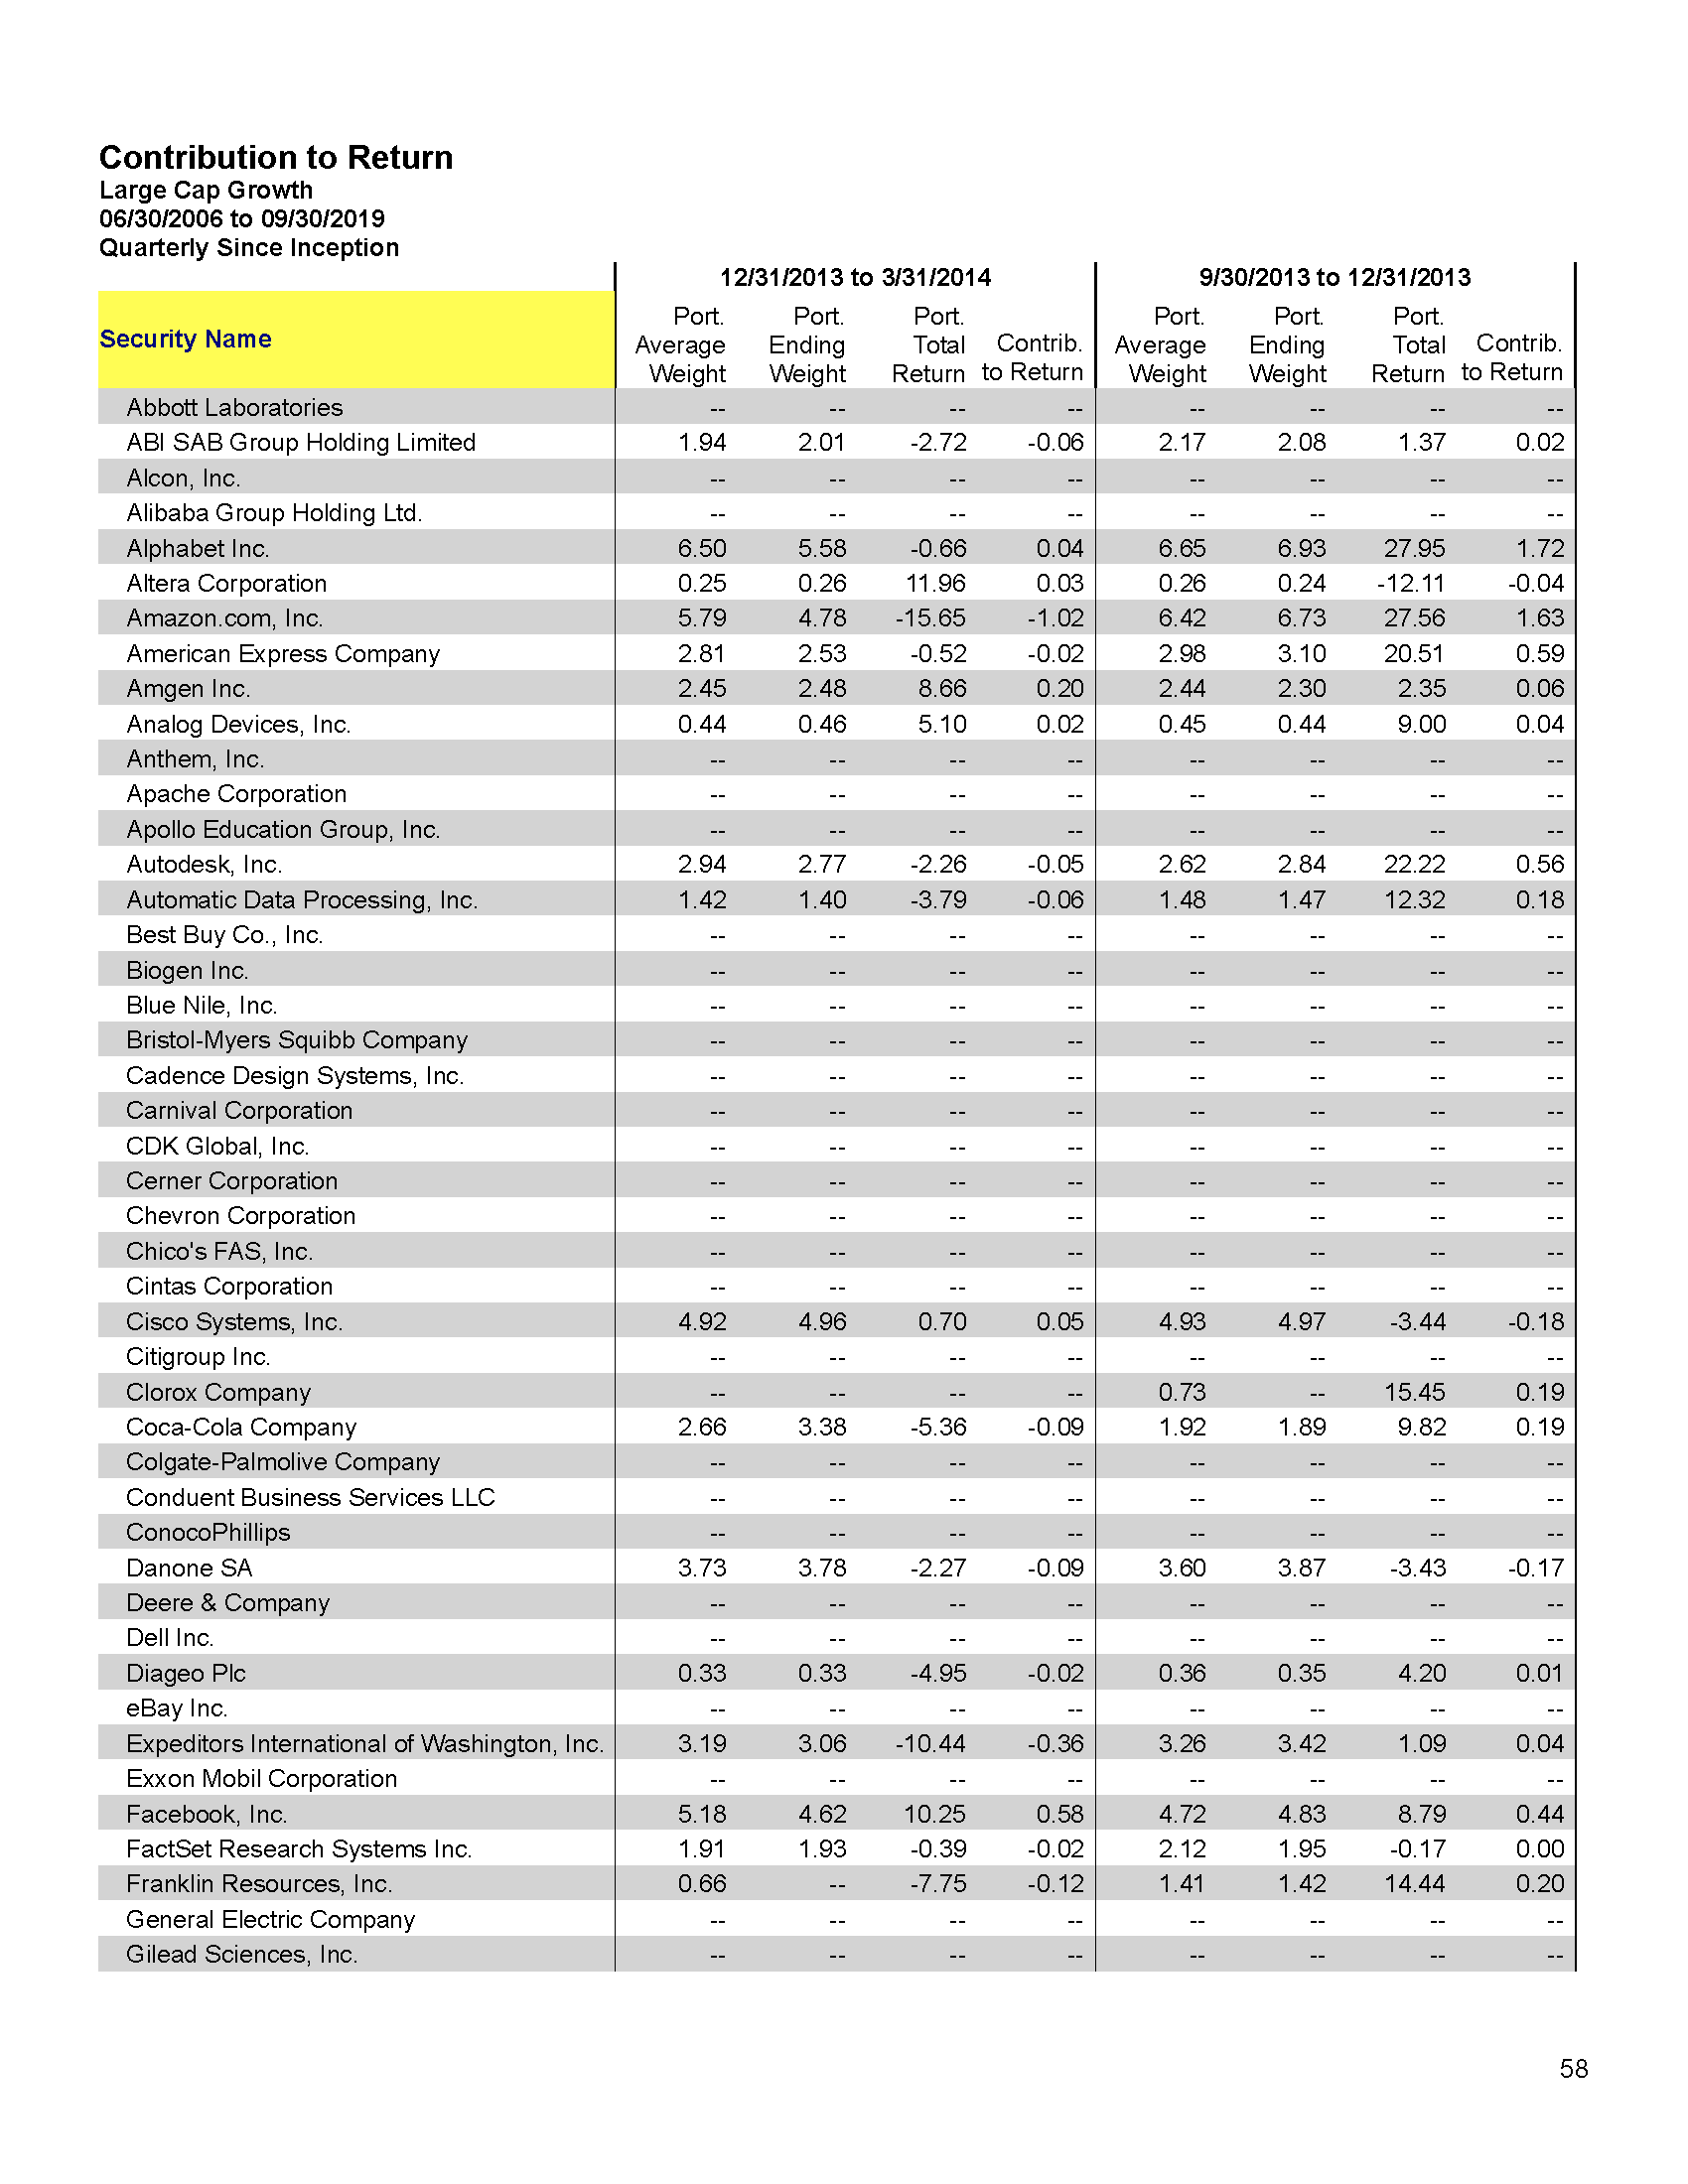 Contribution to Return
Large Cap Growth
06/30/2006 to 09/30/2019
Quarterly Since Inception
12/31/2013 to 3/31/2014 9/30/2013 to 12/31/2013
Security Name Port. Average Weight Port. Ending Weight Port. Total Return Contrib. to Return Port. Average Weight Port. Ending Weight Port. Total Return Contrib. to Return
Abbott Laboratories -- -- -- -- -- -- -- --
ABI SAB Group Holding Limited 1.94 2.01 -2.72 -0.06 2.17 2.08 1.37 0.02
Alcon, Inc. -- -- -- -- -- -- -- --
Alibaba Group Holding Ltd. -- -- -- -- -- -- -- --
Alphabet Inc. 6.50 5.58 -0.66 0.04 6.65 6.93 27.95 1.72
Altera Corporation 0.25 0.26 11.96 0.03 0.26 0.24 -12.11 -0.04
Amazon.com, Inc. 5.79 4.78 -15.65 -1.02 6.42 6.73 27.56 1.63
American Express Company 2.81 2.53 -0.52 -0.02 2.98 3.10 20.51 0.59
Amgen Inc. 2.45 2.48 8.66 0.20 2.44 2.30 2.35 0.06
Analog Devices, Inc. 0.44 0.46 5.10 0.02 0.45 0.44 9.00 0.04
Anthem, Inc. -- -- -- -- -- -- -- --
Apache Corporation -- -- -- -- -- -- -- --
Apollo Education Group, Inc. -- -- -- -- -- -- -- --
Autodesk, Inc. 2.94 2.77 -2.26 -0.05 2.62 2.84 22.22 0.56
Automatic Data Processing, Inc. 1.42 1.40 -3.79 -0.06 1.48 1.47 12.32 0.18
Best Buy Co., Inc. -- -- -- -- -- -- -- --
Biogen Inc. -- -- -- -- -- -- -- --
Blue Nile, Inc. -- -- -- -- -- -- -- --
Bristol-Myers Squibb Company -- -- -- -- -- -- -- --
Cadence Design Systems, Inc. -- -- -- -- -- -- -- --
Carnival Corporation -- -- -- -- -- -- -- --
CDK Global, Inc. -- -- -- -- -- -- -- --
Cerner Corporation -- -- -- -- -- -- -- --
Chevron Corporation -- -- -- -- -- -- -- --
Chico's FAS, Inc. -- -- -- -- -- -- -- --
Cintas Corporation -- -- -- -- -- -- -- --
Cisco Systems, Inc. 4.92 4.96 0.70 0.05 4.93 4.97 -3.44 -0.18
Citigroup Inc. -- -- -- -- -- -- -- --
Clorox Company -- -- -- -- 0.73 -- 15.45 0.19
Coca-Cola Company 2.66 3.38 -5.36 -0.09 1.92 1.89 9.82 0.19
Colgate-Palmolive Company -- -- -- -- -- -- -- --
Conduent Business Services LLC -- -- -- -- -- -- -- --
ConocoPhillips -- -- -- -- -- -- -- --
Danone SA 3.73 3.78 -2.27 -0.09 3.60 3.87 -3.43 -0.17
Deere & Company -- -- -- -- -- -- -- --
Dell Inc. -- -- -- -- -- -- -- --
Diageo Plc 0.33 0.33 -4.95 -0.02 0.36 0.35 4.20 0.01
eBay Inc. -- -- -- -- -- -- -- --
Expeditors International of Washington, Inc. 3.19 3.06 -10.44 -0.36 3.26 3.42 1.09 0.04
Exxon Mobil Corporation -- -- -- -- -- -- -- --
Facebook, Inc. 5.18 4.62 10.25 0.58 4.72 4.83 8.79 0.44
FactSet Research Systems Inc. 1.91 1.93 -0.39 -0.02 2.12 1.95 -0.17 0.00
Franklin Resources, Inc. 0.66 -- -7.75 -0.12 1.41 1.42 14.44 0.20
General Electric Company -- -- -- -- -- -- -- --
Gilead Sciences, Inc. -- -- -- -- -- -- -- --
58